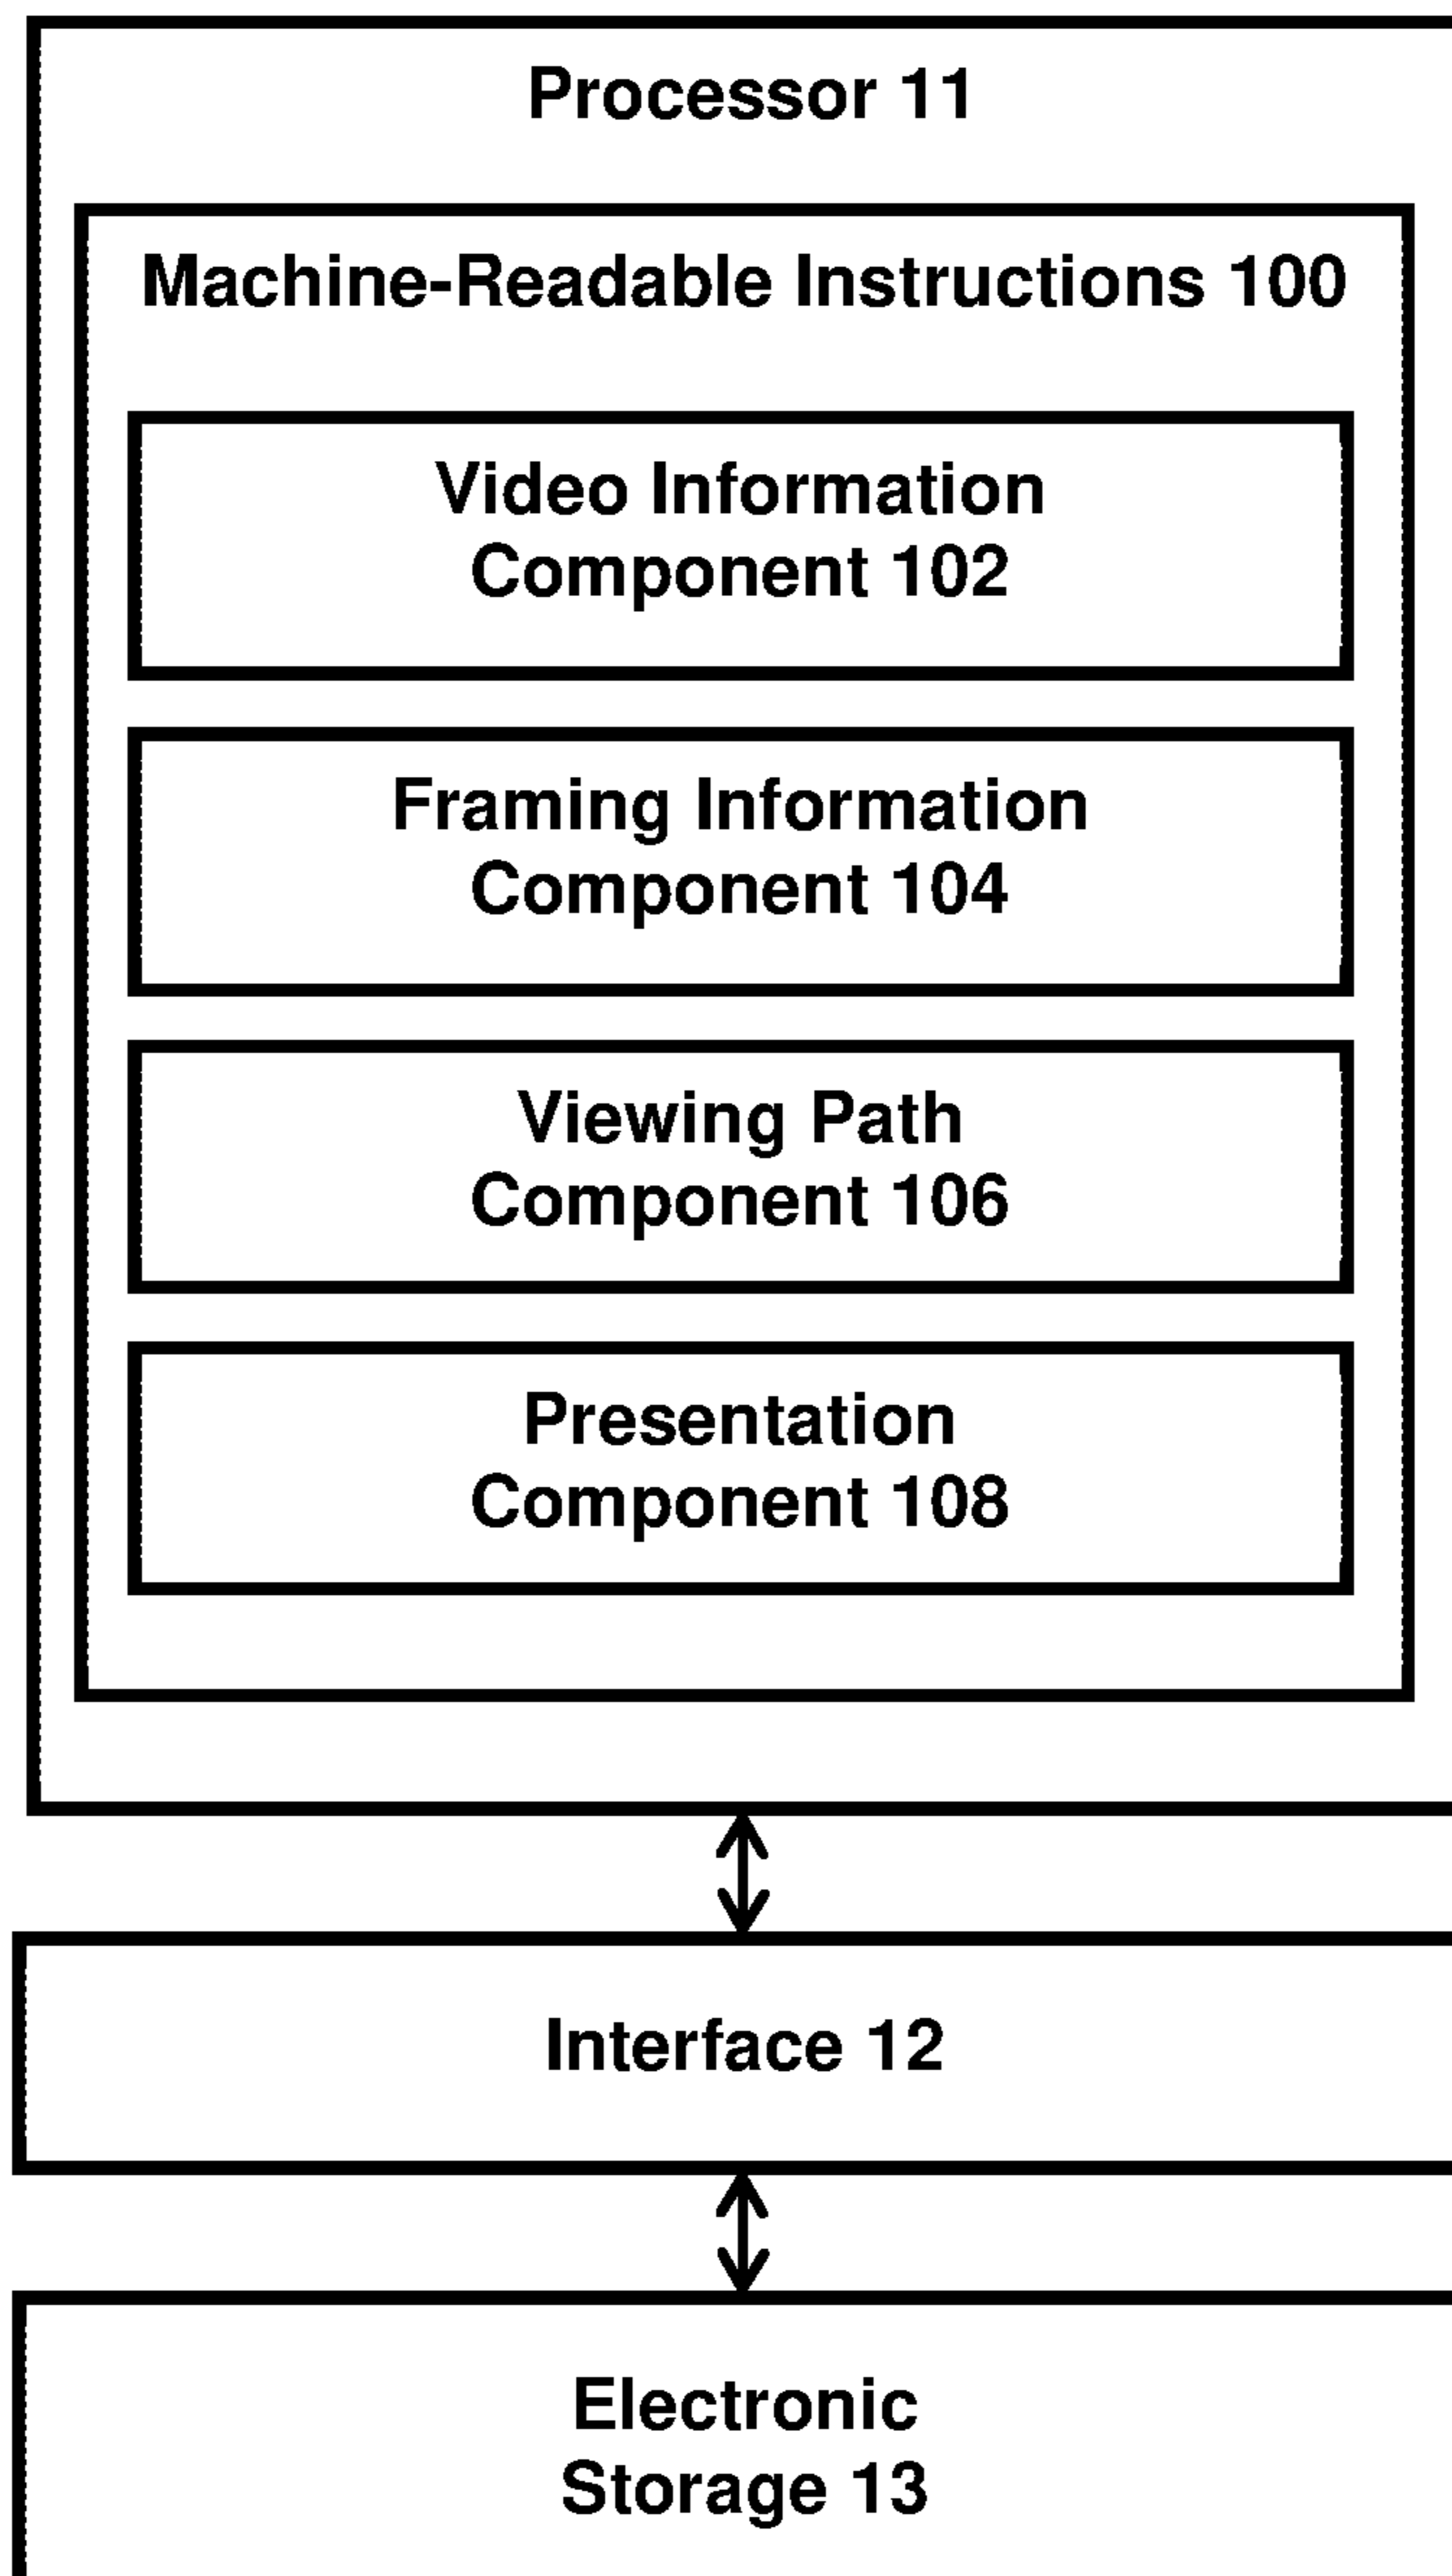 Processor 11
Machine-Readable Instructions 100
Video Information
Component 102
Framing Information
Component 104
Viewing Path
Component 106
Presentation
Component 108
Interface 12
Electronic
Storage 13